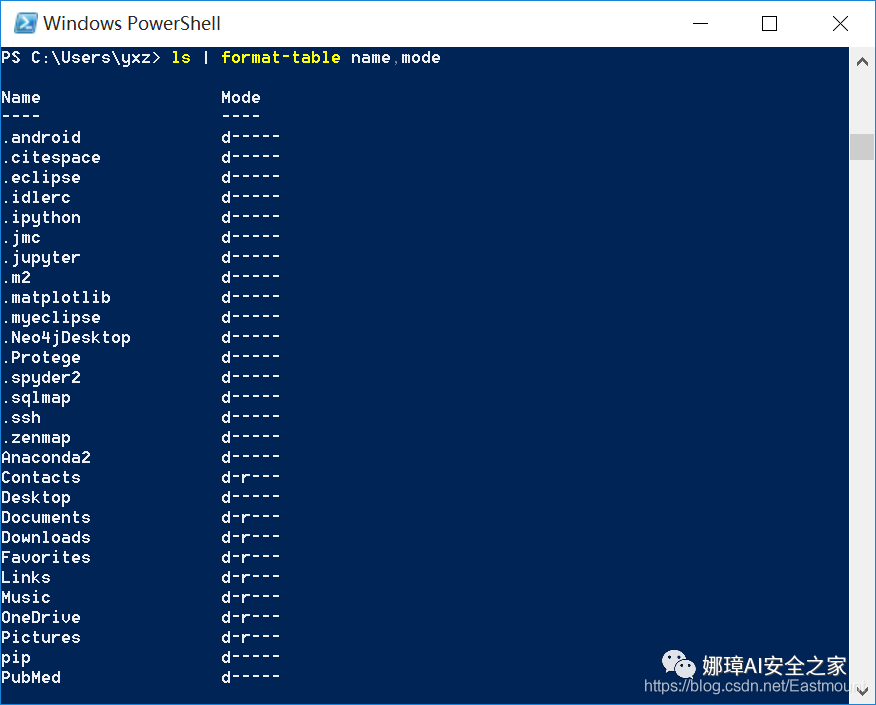 Windows PowerShell
PS C:\Users\yxz> ls | format-table name,mode
Name Mode
---- ----
.android d-----
.citespace d-----
.eclipse d-----
.idlerc d-----
.ipython d-----
.jmc d-----
.jupyter d-----
.m2 d-----
.matplotlib d-----
.myeclipse d-----
.Neo4jDesktop d-----
.Protege d-----
.spyder2 d-----
.sqlmap d-----
.ssh d-----
.zenmap d-----
Anaconda2 d-----
Contacts d-r---
Desktop d-----
Documents d-r---
Downloads d-r---
Favorites d-r---
Links d-r---
Music d-r---
OneDrive d-r---
Pictures d-r---
pip d-----
PubMed d-----
娜璋AI安全之家
https://blog.csdn.net/Eastmount